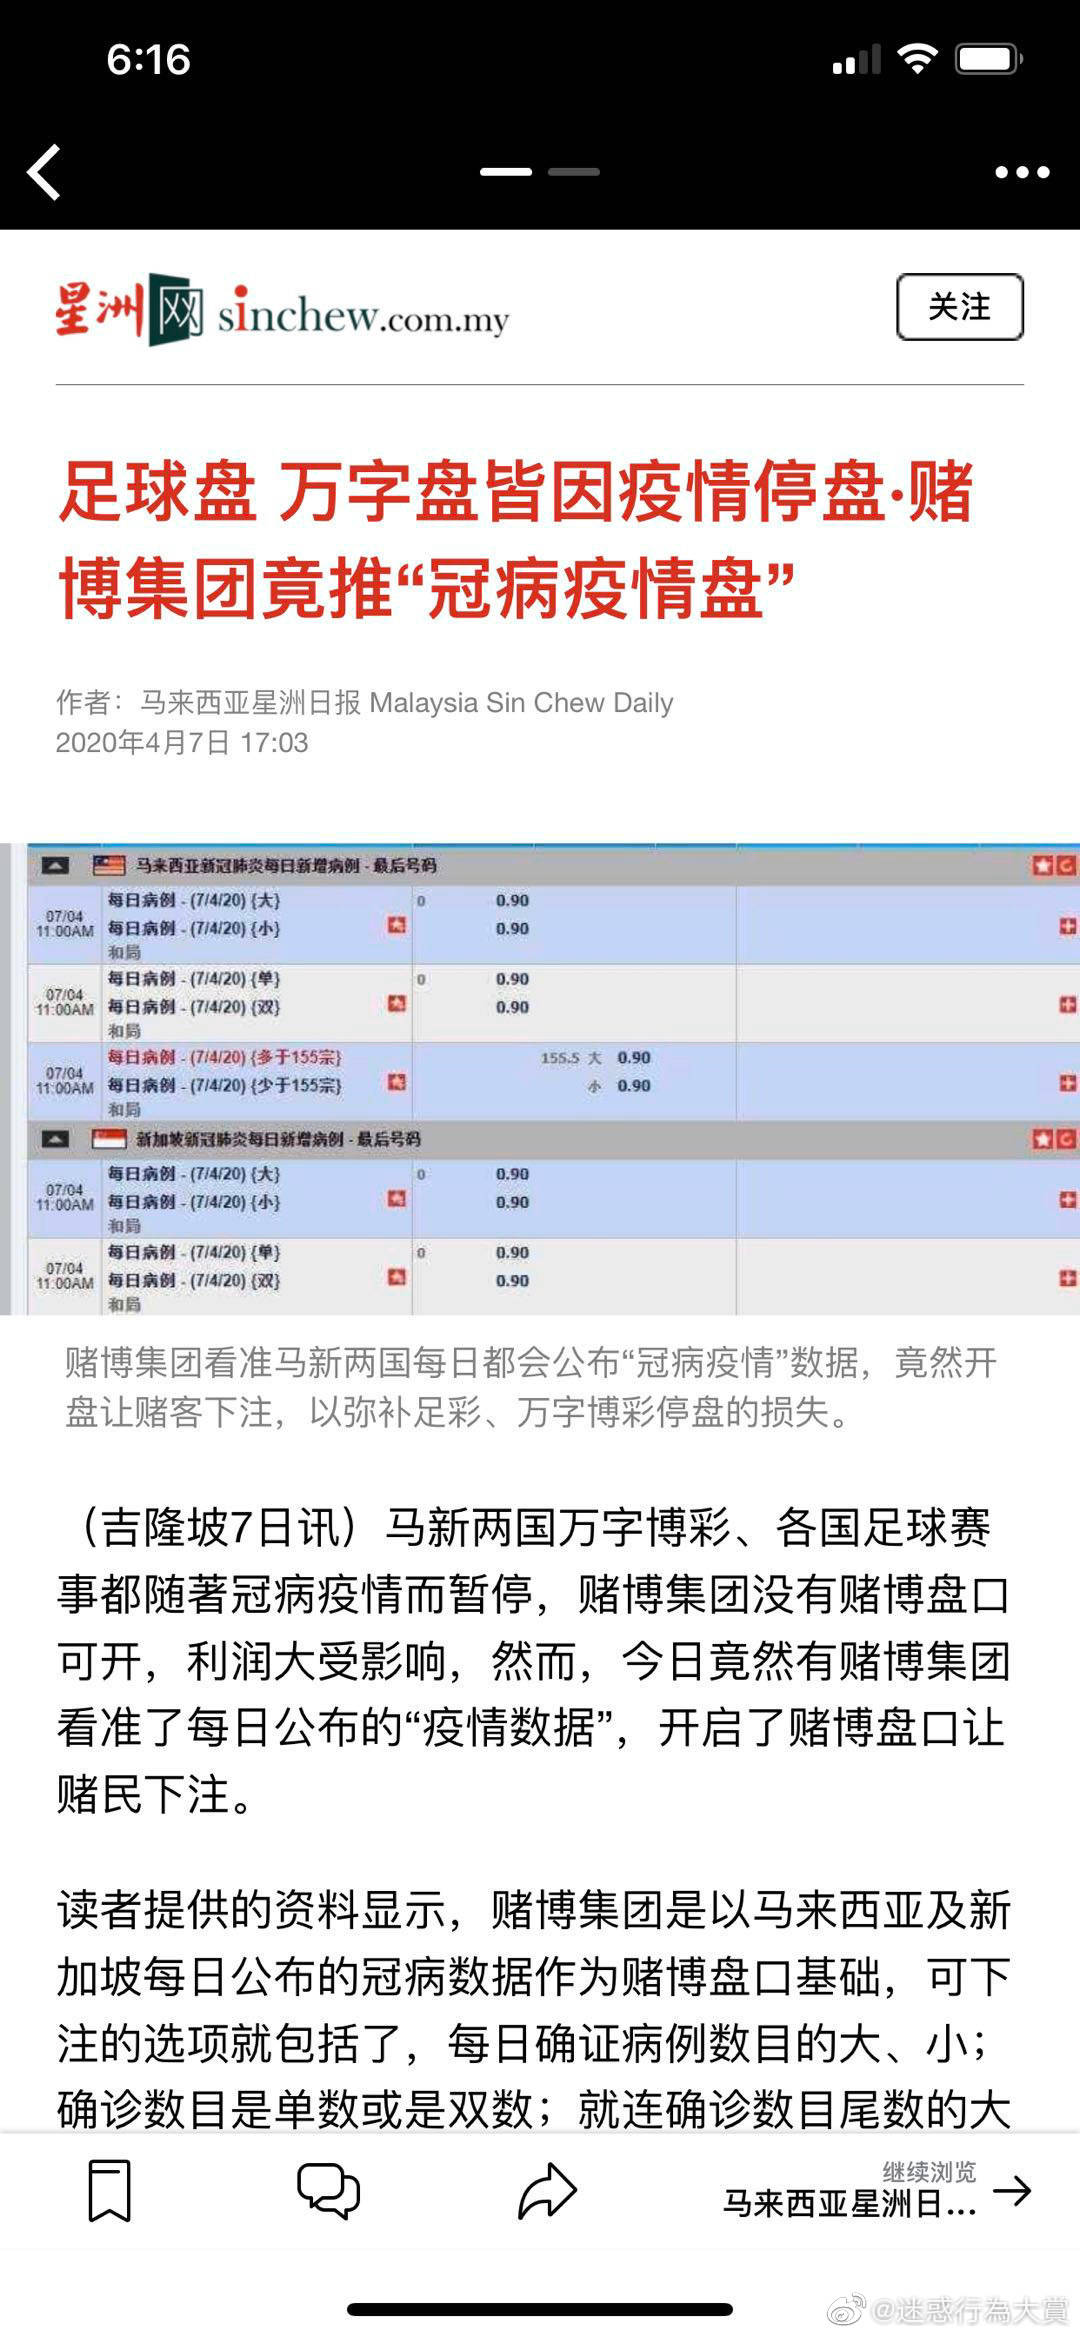 6:16
星洲网 sinchew.com.my
关注
足球盘 万字盘皆因疫情停盘·赌
博集团竟推“冠病疫情盘”
作者：马来西亚星洲日报 Malaysia Sin Chew Daily
2020年4月7日 17:03
马来西亚新冠肺炎每日新增病例 - 最后号码
07/04 11:00AM
每日病例 - (7/4/20) {大} 0 0.90
每日病例 - (7/4/20) {小} 0.90
和局
07/04 11:00AM
每日病例 - (7/4/20) {单} 0 0.90
每日病例 - (7/4/20) {双} 0.90
和局
07/04 11:00AM
每日病例 - (7/4/20) {多于155宗} 155.5 大 0.90
每日病例 - (7/4/20) {少于155宗} 小 0.90
和局
新加坡新冠肺炎每日新增病例 - 最后号码
07/04 11:00AM
每日病例 - (7/4/20) {大} 0 0.90
每日病例 - (7/4/20) {小} 0.90
和局
07/04 11:00AM
每日病例 - (7/4/20) {单} 0 0.90
每日病例 - (7/4/20) {双} 0.90
和局
赌博集团看准马新两国每日都会公布“冠病疫情”数据，竟然开
盘让赌客下注，以弥补足彩、万字博彩停盘的损失。
（吉隆坡7日讯）马新两国万字博彩、各国足球赛
事都随著冠病疫情而暂停，赌博集团没有赌博盘口
可开，利润大受影响，然而，今日竟然有赌博集团
看准了每日公布的“疫情数据”，开启了赌博盘口让
赌民下注。
读者提供的资料显示，赌博集团是以马来西亚及新
加坡每日公布的冠病数据作为赌博盘口基础，可下
注的选项就包括了，每日确证病例数目的大、小；
确诊数目是单数或是双数；就连确诊数目尾数的大
继续浏览
马来西亚星洲日...
@迷惑行為大賞